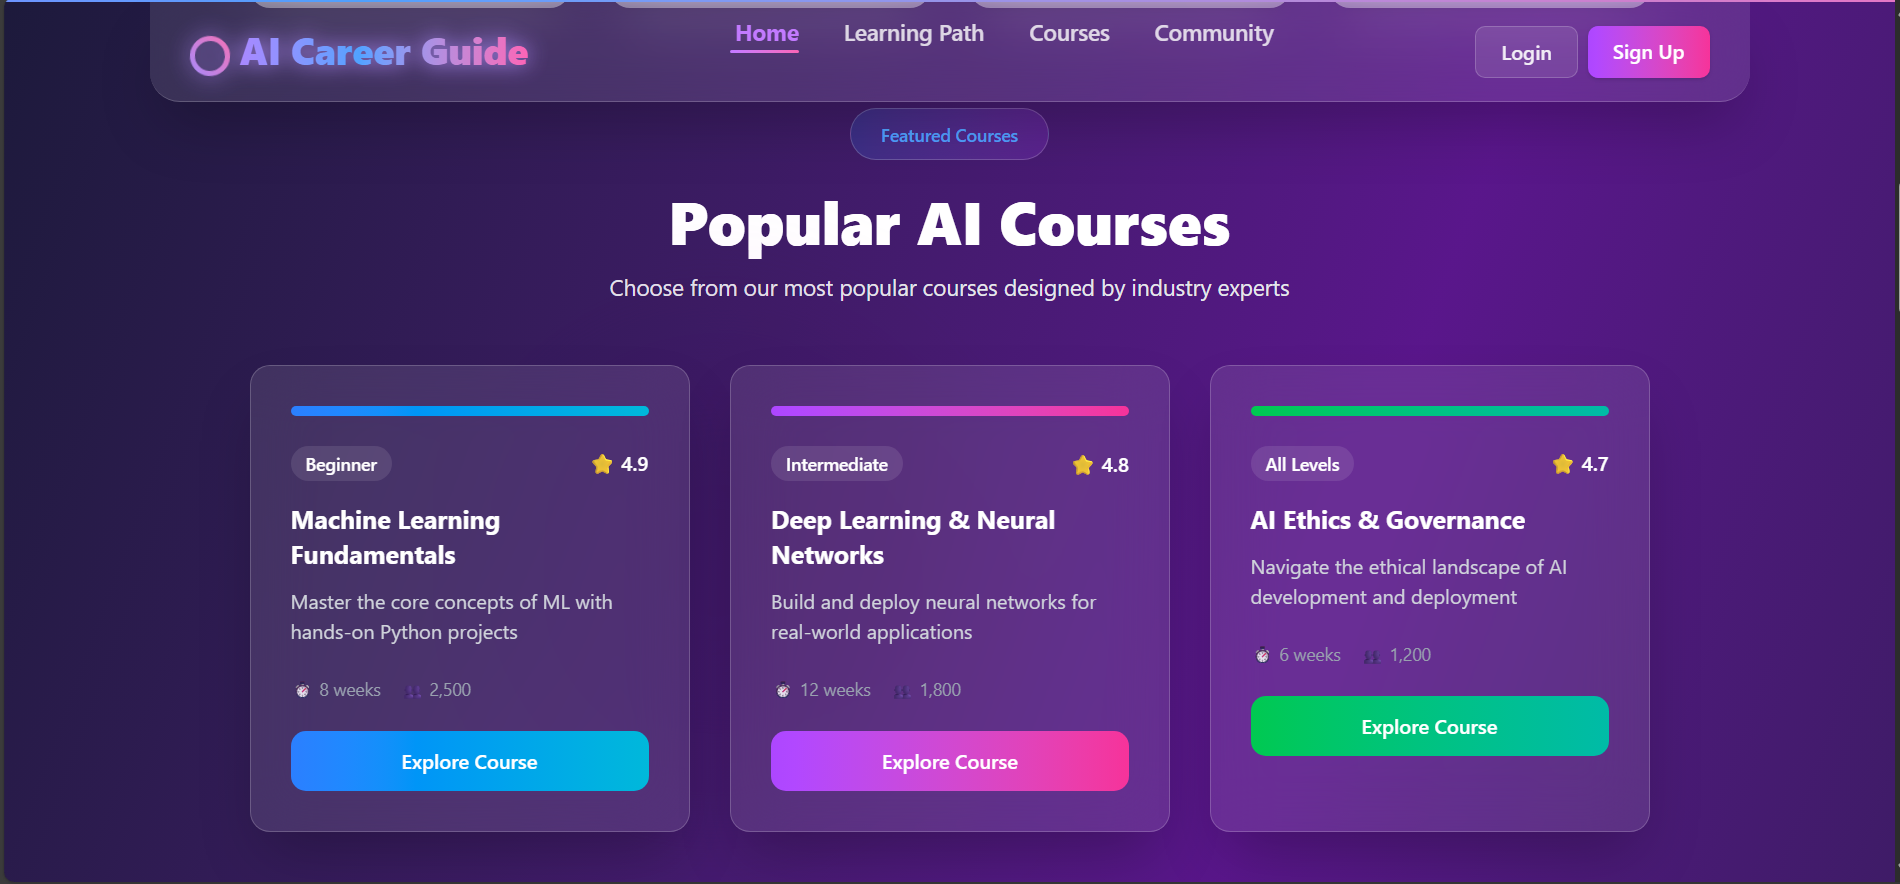 AI Career Guide
Home
Learning Path
Courses
Community
Login
Sign Up
Featured Courses
Popular AI Courses
Choose from our most popular courses designed by industry experts
Beginner
4.9
Machine Learning
Fundamentals
Master the core concepts of ML with
hands-on Python projects
8 weeks
2,500
Explore Course
Intermediate
4.8
Deep Learning & Neural
Networks
Build and deploy neural networks for
real-world applications
12 weeks
1,800
Explore Course
All Levels
4.7
AI Ethics & Governance
Navigate the ethical landscape of AI
development and deployment
6 weeks
1,200
Explore Course